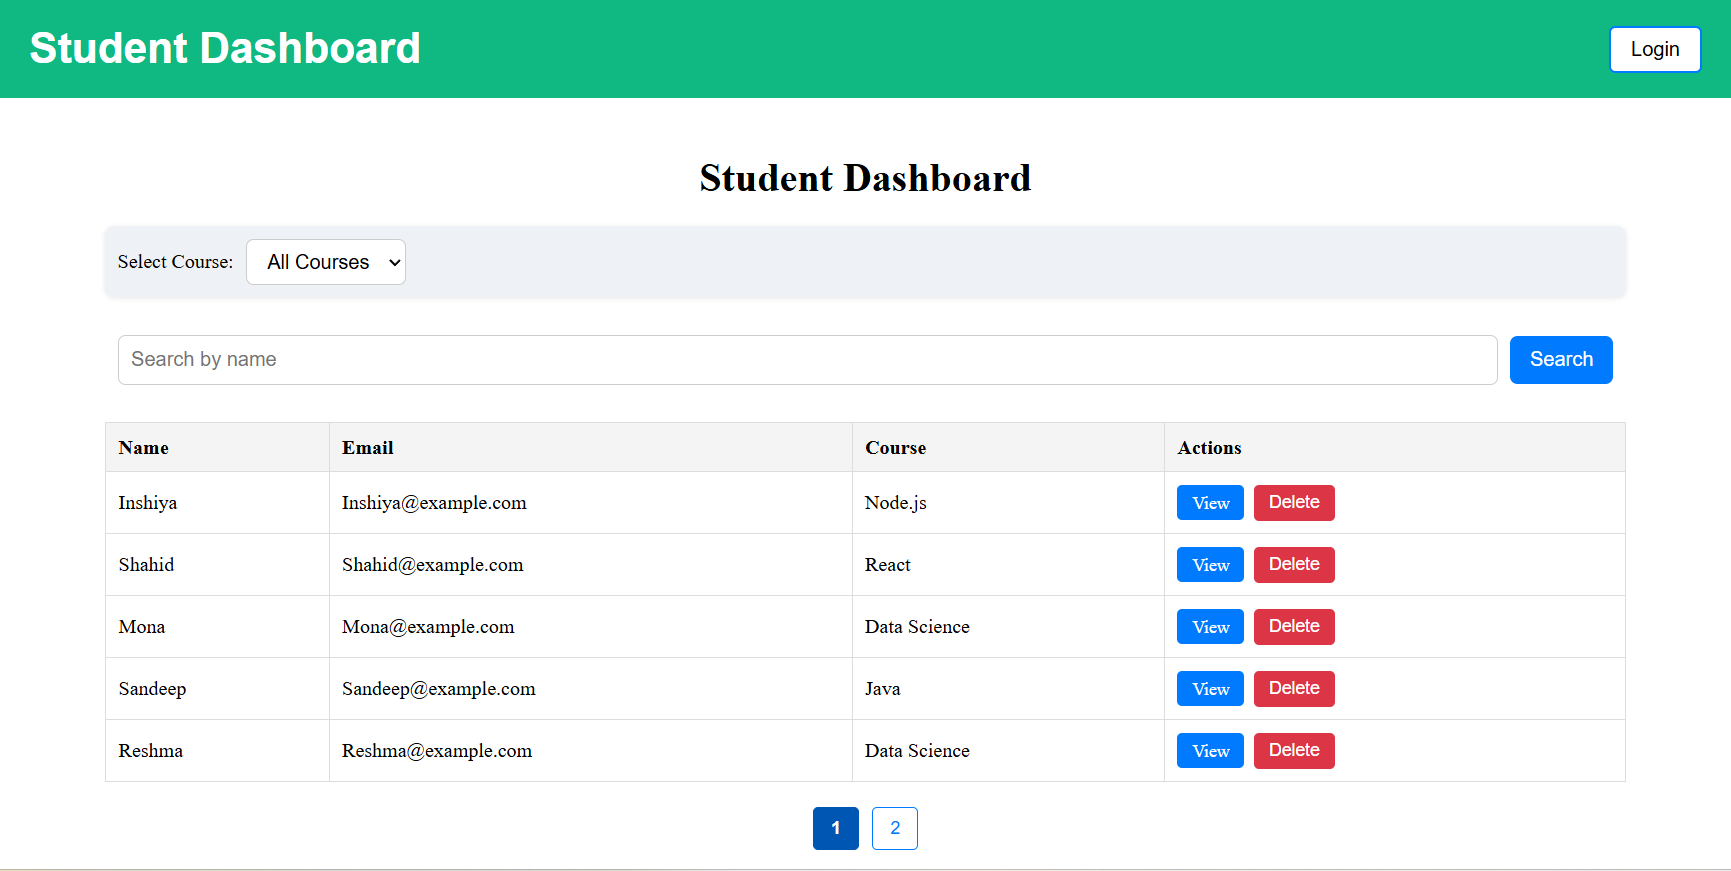 Student Dashboard Login
Student Dashboard
Select Course: All Courses
Search by name Search
Name Email Course Actions
Inshiya Inshiya@example.com Node.js View Delete
Shahid Shahid@example.com React View Delete
Mona Mona@example.com Data Science View Delete
Sandeep Sandeep@example.com Java View Delete
Reshma Reshma@example.com Data Science View Delete
1 2